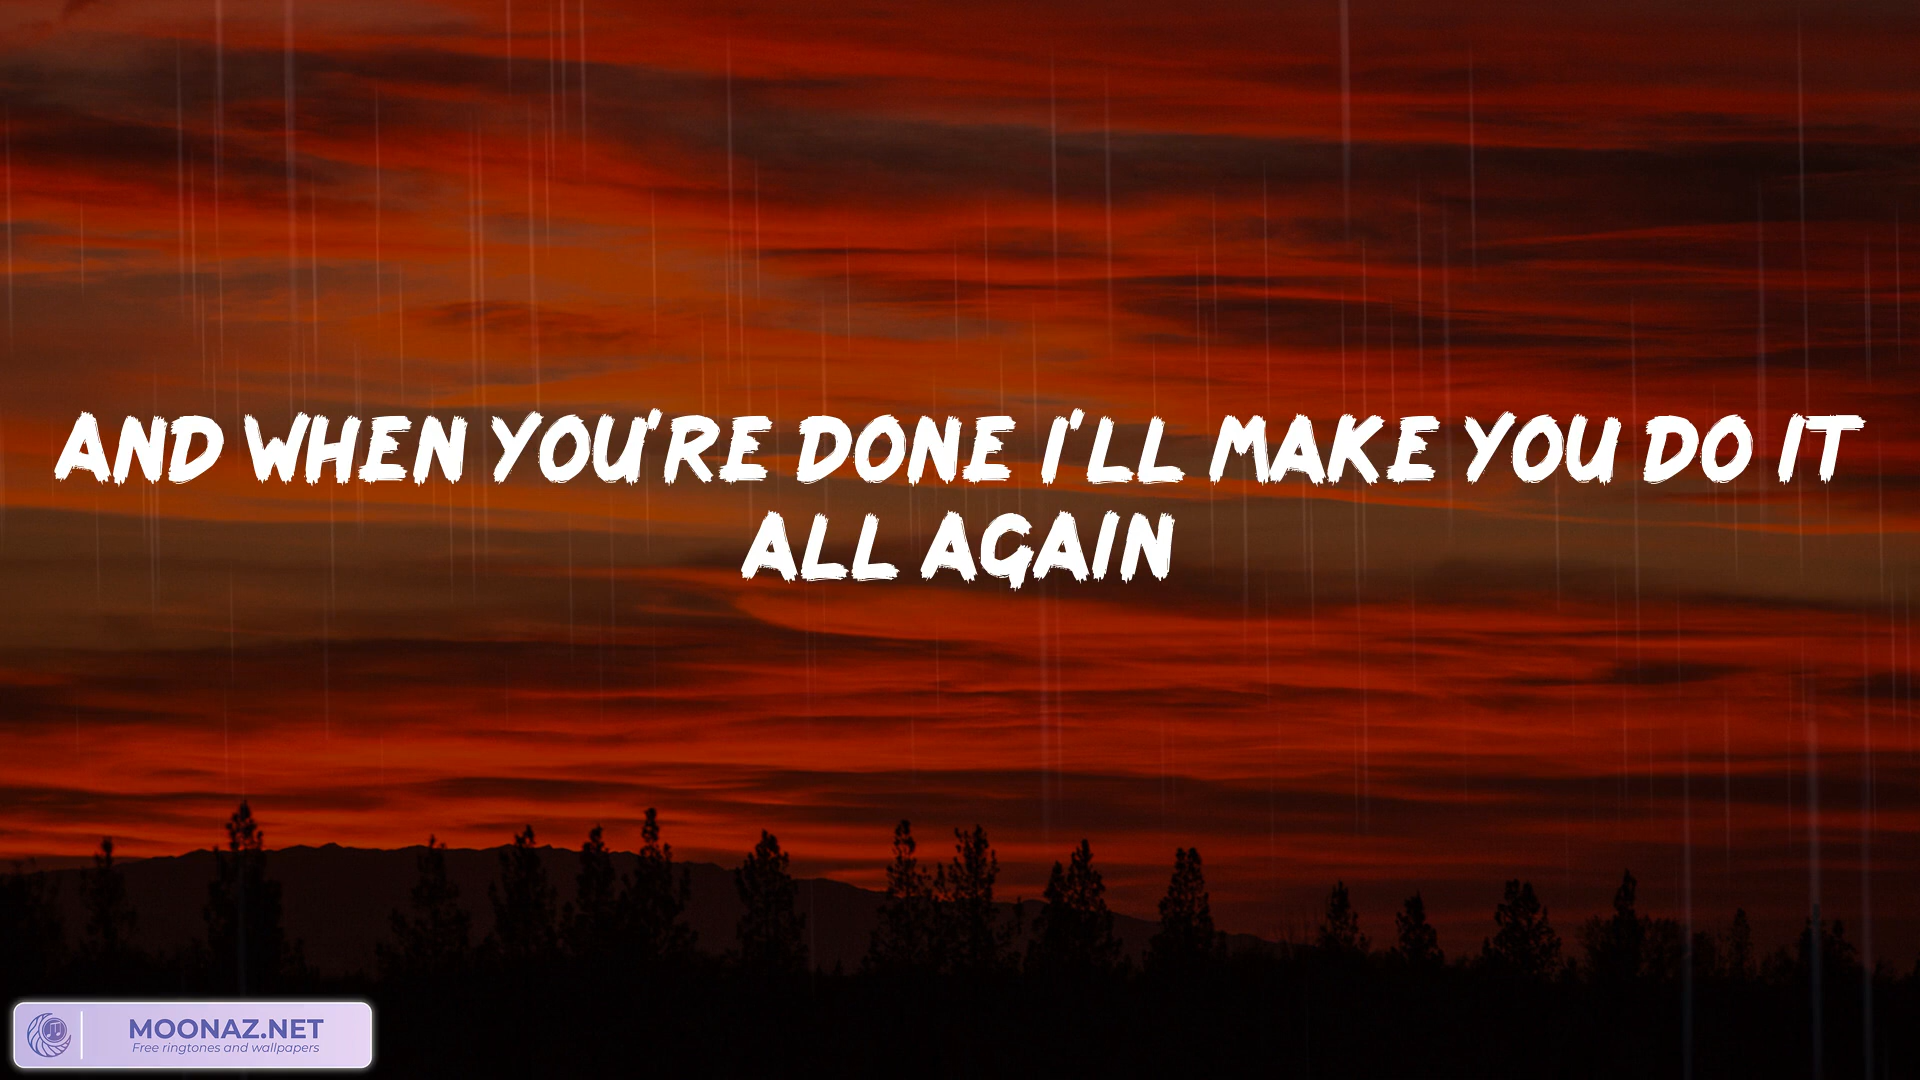 AND WHEN YOU'RE DONE I'LL MAKE YOU DO IT
ALL AGAIN
MOONAZ.NET
Free ringtones and wallpapers